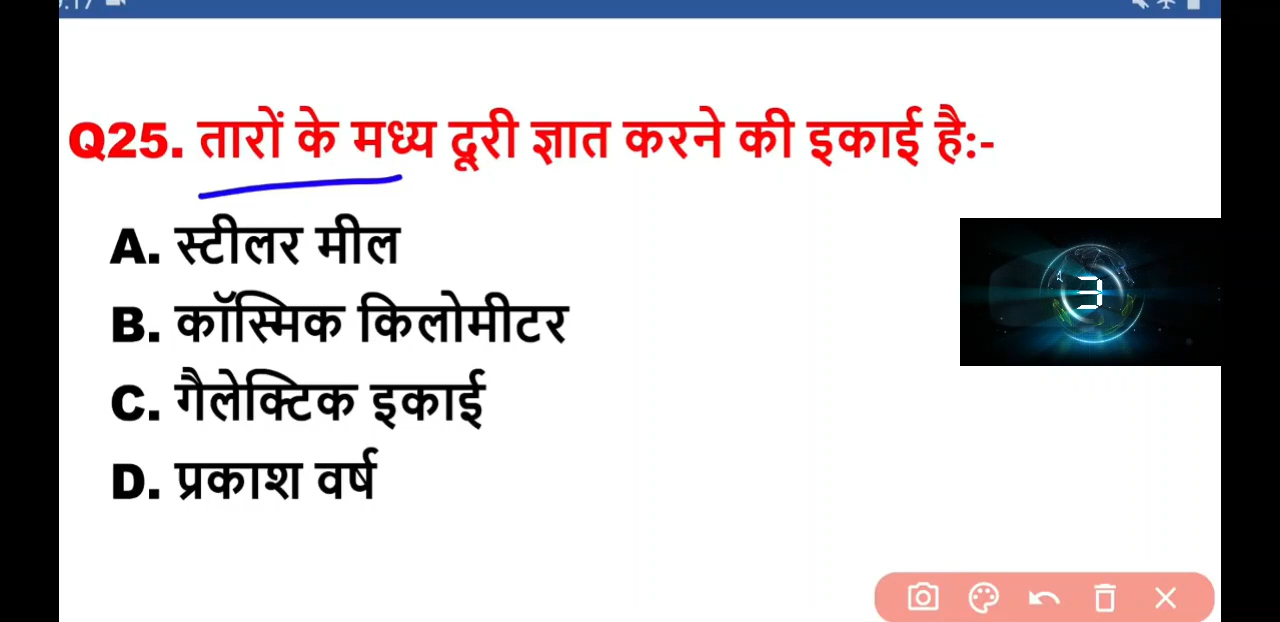 Q25. तारों के मध्य दूरी ज्ञात करने की इकाई है:-
A. स्टीलर मील
B. कॉस्मिक किलोमीटर
3
C. गैलेक्टिक इकाई
D. प्रकाश वर्ष